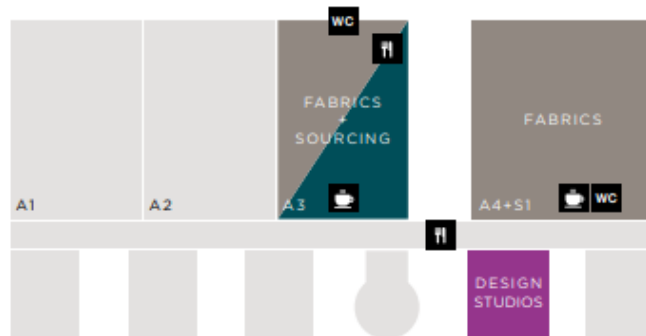 WC
FABRICS
+
SOURCING
FABRICS
A1
A2
A3
A4+S1
WC
DESIGN
STUDIOS